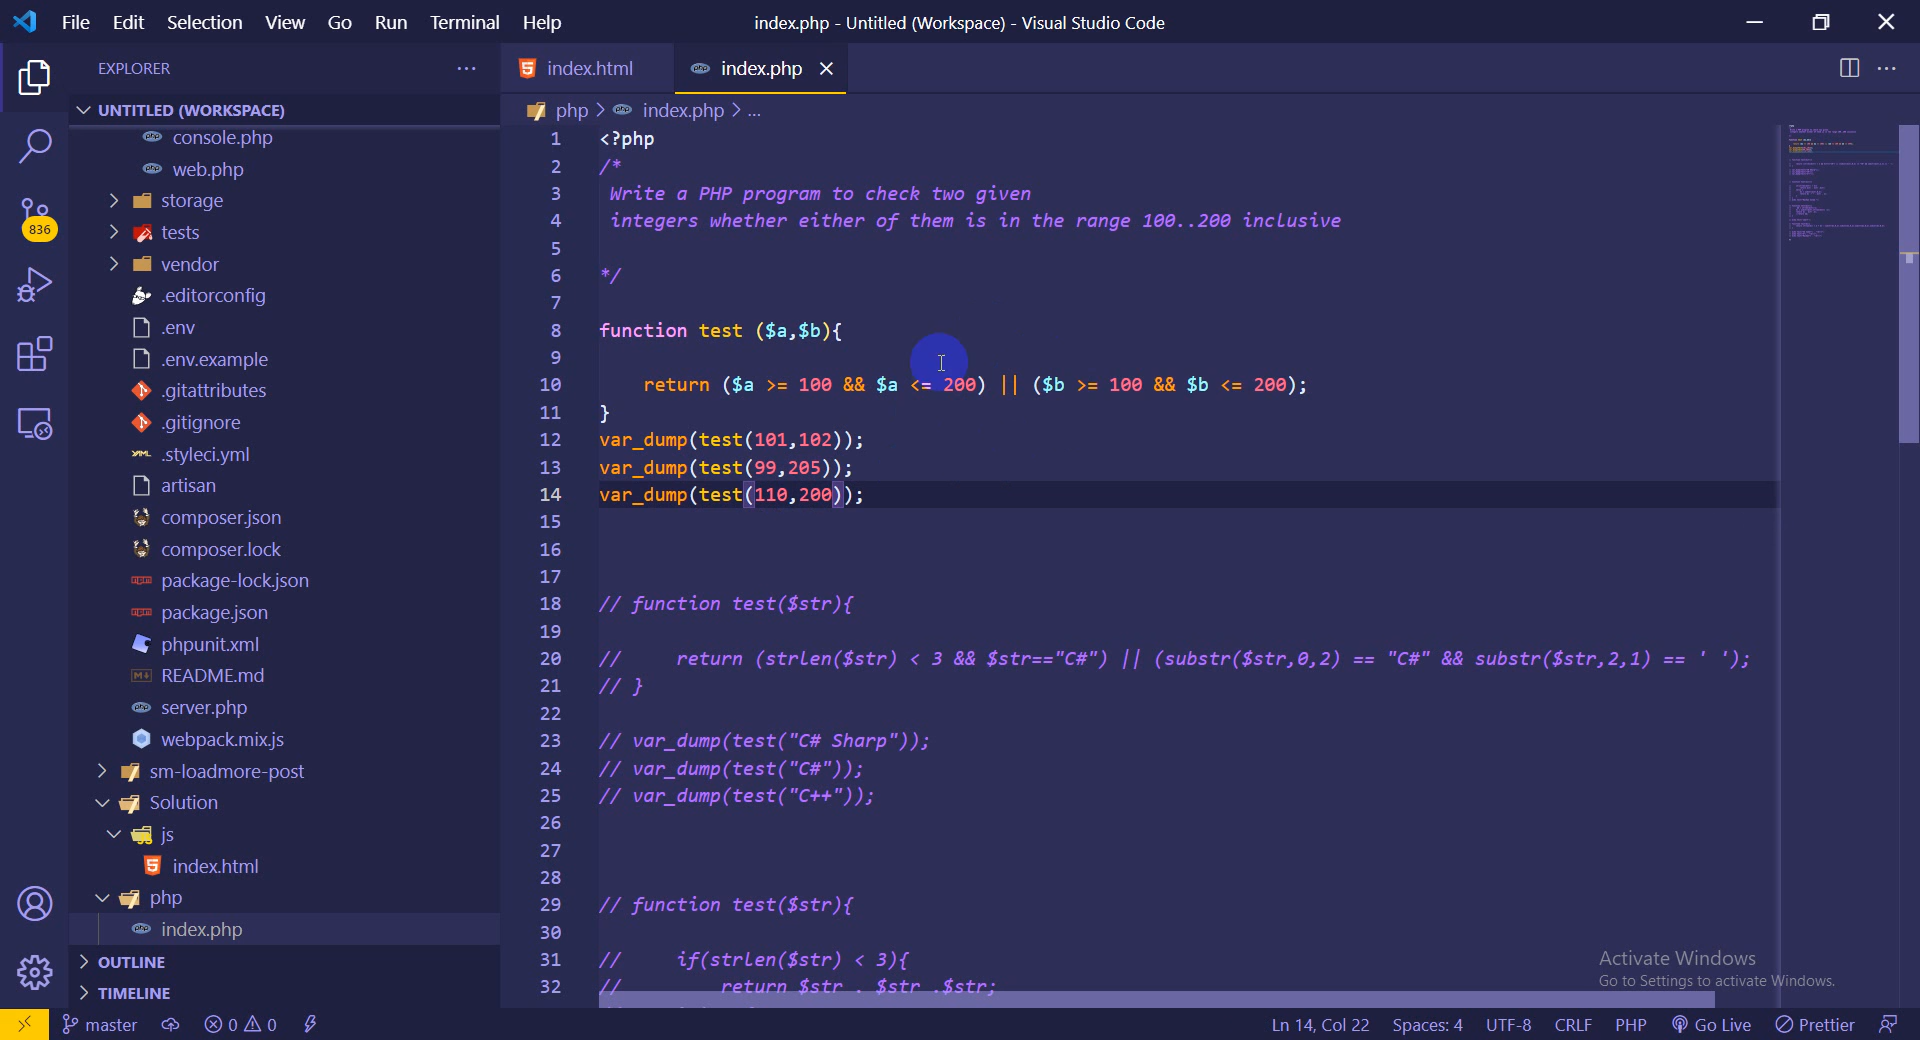 File Edit Selection View Go Run Terminal Help
index.php - Untitled (Workspace) - Visual Studio Code
EXPLORER
UNTITLED (WORKSPACE)
console.php
web.php
storage
tests
vendor
.editorconfig
.env
.env.example
.gitattributes
.gitignore
.styleci.yml
artisan
composer.json
composer.lock
package-lock.json
package.json
phpunit.xml
README.md
server.php
webpack.mix.js
sm-loadmore-post
Solution
js
index.html
php
index.php
OUTLINE
TIMELINE
836
index.html
index.php
php > index.php > ...
1 <?php
2 /*
3 Write a PHP program to check two given
4 integers whether either of them is in the range 100..200 inclusive
5
6 */
7
8 function test ($a,$b){
9
10 return ($a >= 100 && $a <= 200) || ($b >= 100 && $b <= 200);
11 }
12 var_dump(test(101,102));
13 var_dump(test(99,205));
14 var_dump(test(110,200));
15
16
17
18 // function test($str){
19
20 // return (strlen($str) < 3 && $str=="C#") || (substr($str,0,2) == "C#" && substr($str,2,1) == ' ');
21 // }
22
23 // var_dump(test("C# Sharp"));
24 // var_dump(test("C#"));
25 // var_dump(test("C++"));
26
27
28
29 // function test($str){
30
31 // if(strlen($str) < 3){
32 // return $str . $str .$str;
Activate Windows
Go to Settings to activate Windows.
master 0 0
Ln 14, Col 22 Spaces: 4 UTF-8 CRLF PHP Go Live Prettier